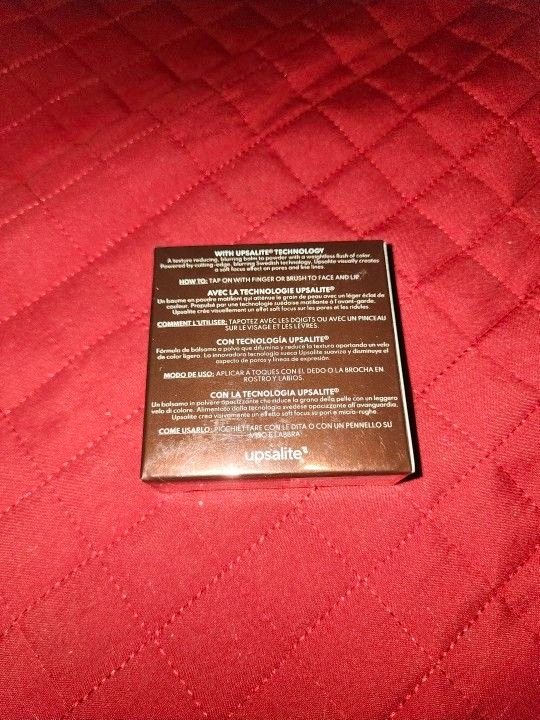 WITH UPSALITE® TECHNOLOGY
A texture reducing, blurring balm to powder with a weightless flush of color.
Powered by cutting-edge, blurring Swedish technology, Upsalite visually creates
a soft focus effect on pores and fine lines.
HOW TO: TAP ON WITH FINGER OR BRUSH TO FACE AND LIP.
AVEC LA TECHNOLOGIE UPSALITE®
Un baume en poudre matifiant qui atténue le grain de peau avec un léger éclat de
couleur. Propulsé par une technologie suédoise matifiante à l'avant-garde,
Upsalite crée visuellement un effet soft focus sur les pores et les ridules.
COMMENT L'UTILISER: TAPOTEZ AVEC LES DOIGTS OU AVEC UN PINCEAU
SUR LE VISAGE ET LES LÈVRES.
CON TECNOLOGÍA UPSALITE®
Fórmula de bálsamo a polvo que difumina y reduce la textura aportando un velo
de color ligero. La innovadora tecnología sueca Upsalite suaviza y disminuye el
aspecto de poros y líneas de expresión.
MODO DE USO: APLICAR A TOQUES CON EL DEDO O LA BROCHA EN
ROSTRO Y LABIOS.
CON LA TECNOLOGIA UPSALITE®
Un balsamo in polvere opacizzante che riduce la grana della pelle con un leggero
velo di colore. Alimentato dalla tecnologia svedese opacizzante all'avanguardia,
Upsalite crea visivamente un effetto soft focus su pori e micro-rughe.
COME USARLO: PICCHIETTARE CON LE DITA O CON UN PENNELLO SU
VISO E LABBRA
upsalite